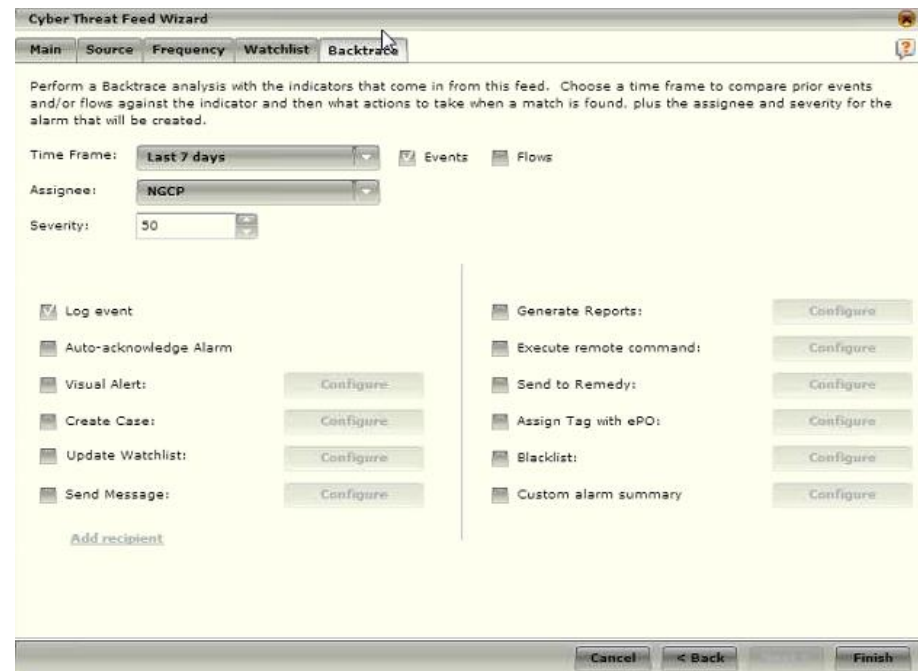 Cyber Threat Feed Wizard
Main Source Frequency Watchlist Backtrace
Perform a Backtrace analysis with the indicators that come in from this feed. Choose a time frame to compare prior events
and/or flows against the indicator and then what actions to take when a match is found, plus the assignee and severity for the
alarm that will be created.
Time Frame: Last 7 days Events Flows
Assignee: NGCP
Severity: 50
Log event
Auto-acknowledge Alarm
Visual Alert: Configure
Create Case: Configure
Update Watchlist: Configure
Send Message: Configure
Add recipient
Generate Reports: Configure
Execute remote command: Configure
Send to Remedy: Configure
Assign Tag with ePO: Configure
Blacklist: Configure
Custom alarm summary Configure
Cancel < Back Finish